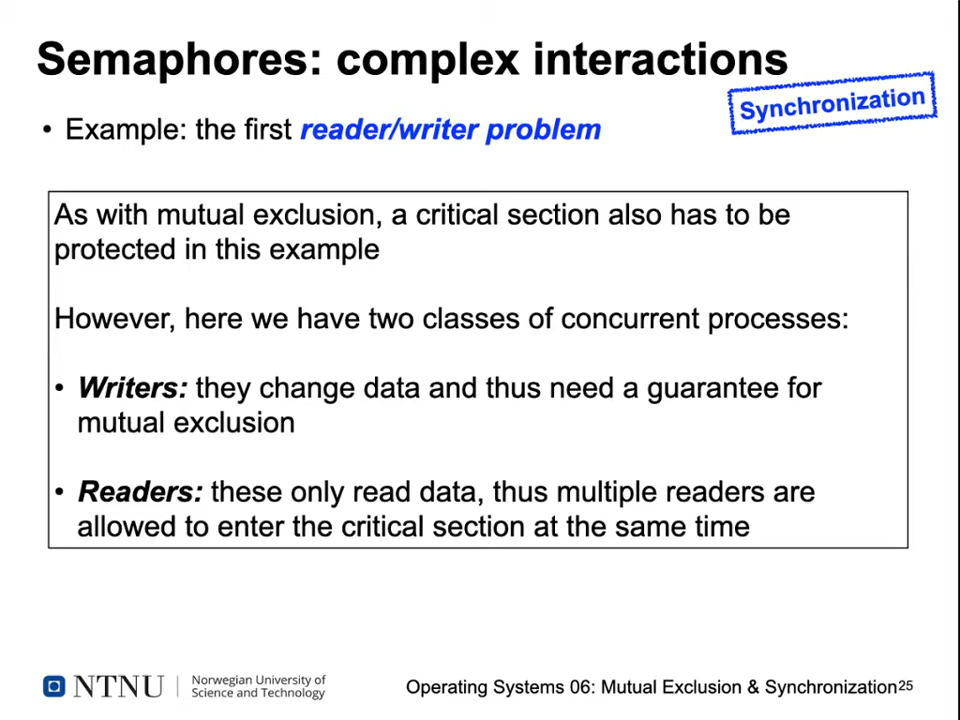 Semaphores: complex interactions
Synchronization
• Example: the first reader/writer problem
As with mutual exclusion, a critical section also has to be
protected in this example
However, here we have two classes of concurrent processes:
• Writers: they change data and thus need a guarantee for
mutual exclusion
• Readers: these only read data, thus multiple readers are
allowed to enter the critical section at the same time
NTNU
Norwegian University of
Science and Technology
Operating Systems 06: Mutual Exclusion & Synchronization 25